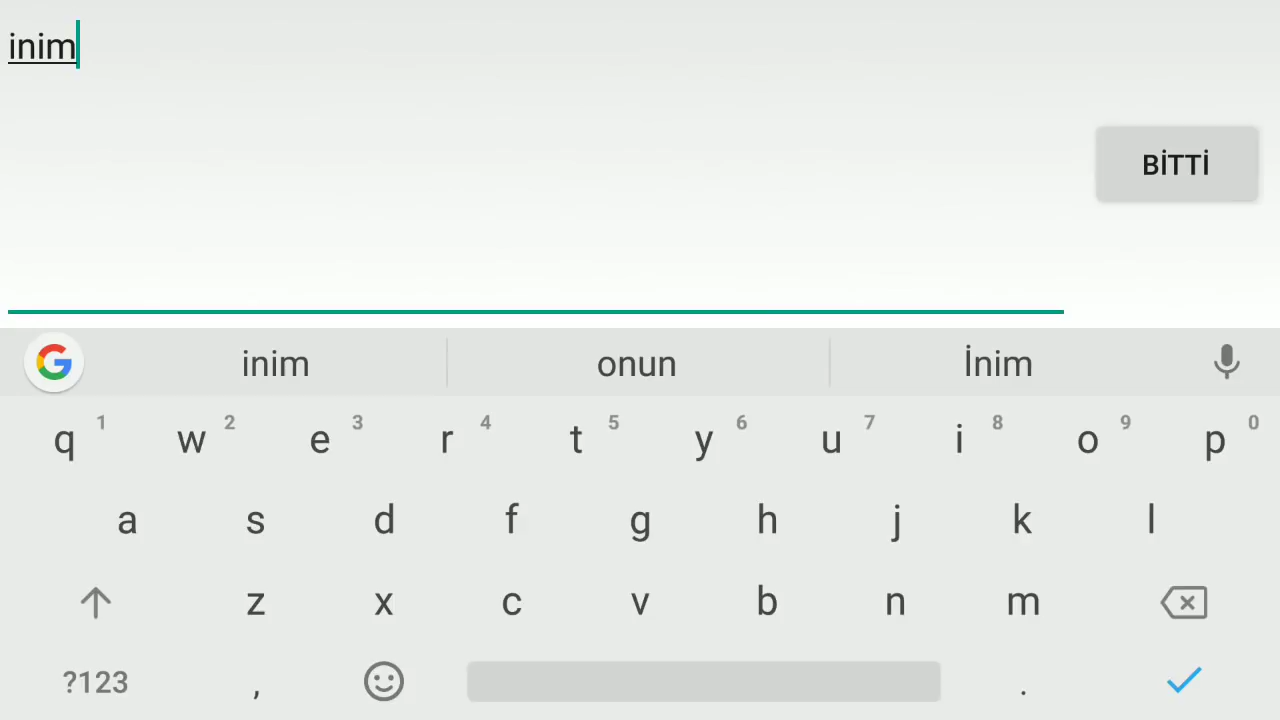 inim
BİTTİ
inim onun İnim
q 1 w 2 e 3 r 4 t 5 y 6 u 7 i 8 o 9 p 0
a s d f g h j k l
z x c v b n m
?123 , .